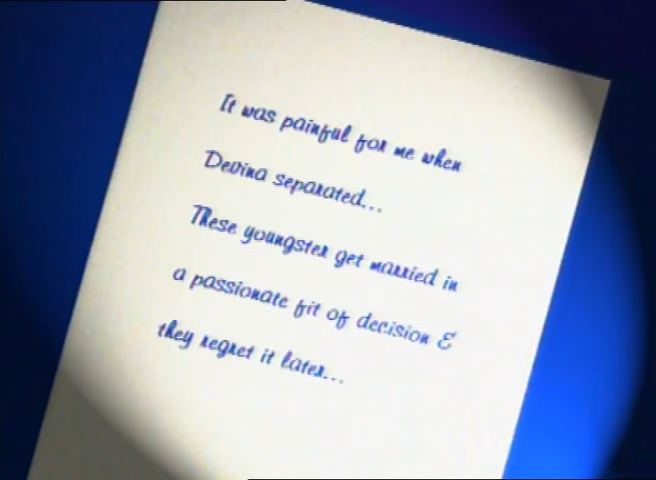 It was painful for me when
Devina separated...
These youngster get married in
a passionate fit of decision &
they regret it later...